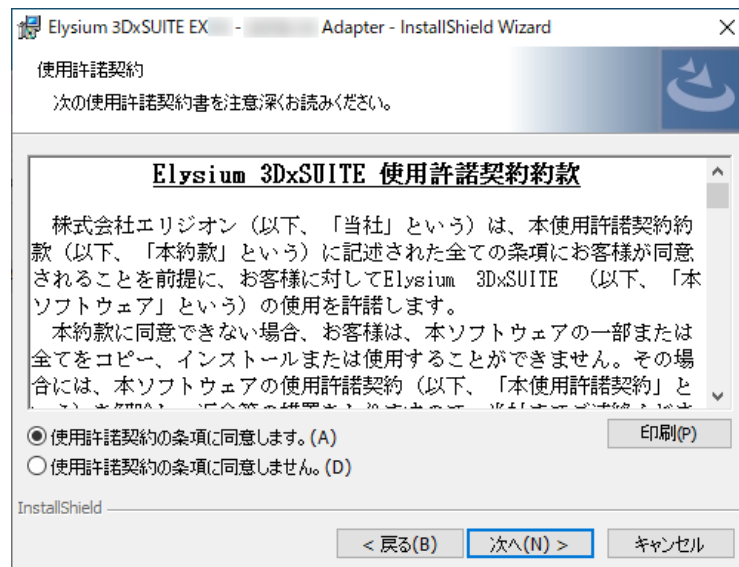 Elysium 3DxSUITE EX - Adapter - InstallShield Wizard
使用許諾契約
次の使用許諾契約書を注意深くお読みください。
Elysium 3DxSUITE 使用許諾契約約款
株式会社エリジオン（以下、「当社」という）は、本使用許諾契約約
款（以下、「本約款」という）に記述された全ての条項にお客様が同意
されることを前提に、お客様に対してElysium 3DxSUITE （以下、「本
ソフトウェア」という）の使用を許諾します。
本約款に同意できない場合、お客様は、本ソフトウェアの一部または
全てをコピー、インストールまたは使用することができません。その場
合には、本ソフトウェアの使用許諾契約（以下、「本使用許諾契約」と
使用許諾契約の条項に同意します。(A)
印刷(P)
使用許諾契約の条項に同意しません。(D)
InstallShield
< 戻る(B)
次へ(N) >
キャンセル